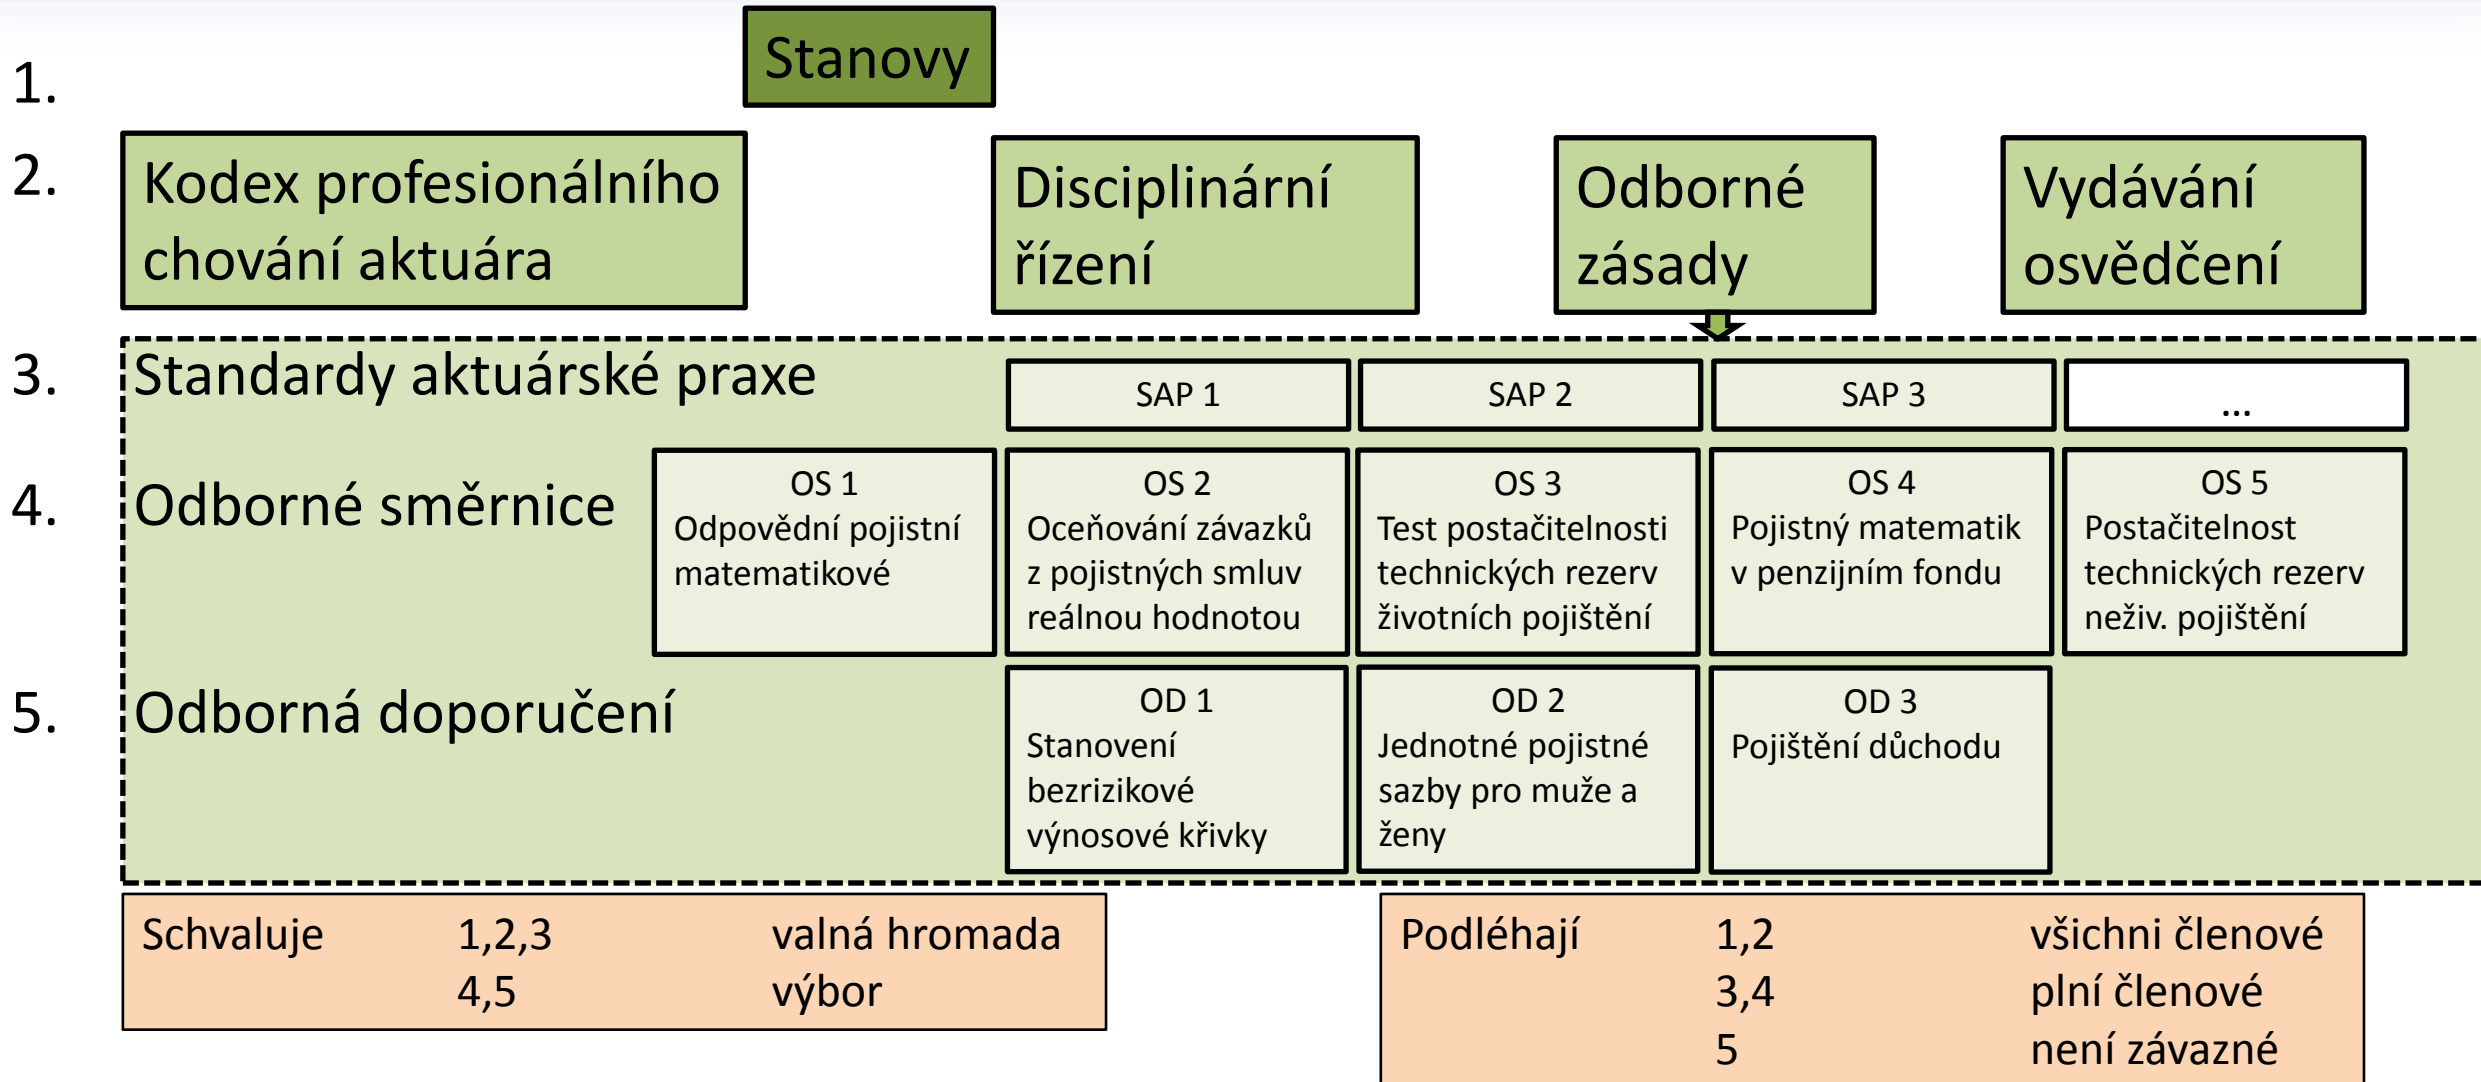 1.
Stanovy
2.
Kodex profesionálního
chování aktuára
Disciplinární
řízení
Odborné
zásady
Vydávání
osvědčení
3.
Standardy aktuárské praxe
SAP 1
SAP 2
SAP 3
...
4.
Odborné směrnice
OS 1
Odpovědní pojistní
matematikové
OS 2
Oceňování závazků
z pojistných smluv
reálnou hodnotou
OS 3
Test postačitelnosti
technických rezerv
životních pojištění
OS 4
Pojistný matematik
v penzijním fondu
OS 5
Postačitelnost
technických rezerv
neživ. pojištění
5.
Odborná doporučení
OD 1
Stanovení
bezrizikové
výnosové křivky
OD 2
Jednotné pojistné
sazby pro muže a
ženy
OD 3
Pojištění důchodu
Schvaluje 1,2,3 valná hromada
4,5 výbor
Podléhají 1,2 všichni členové
3,4 plní členové
5 není závazné